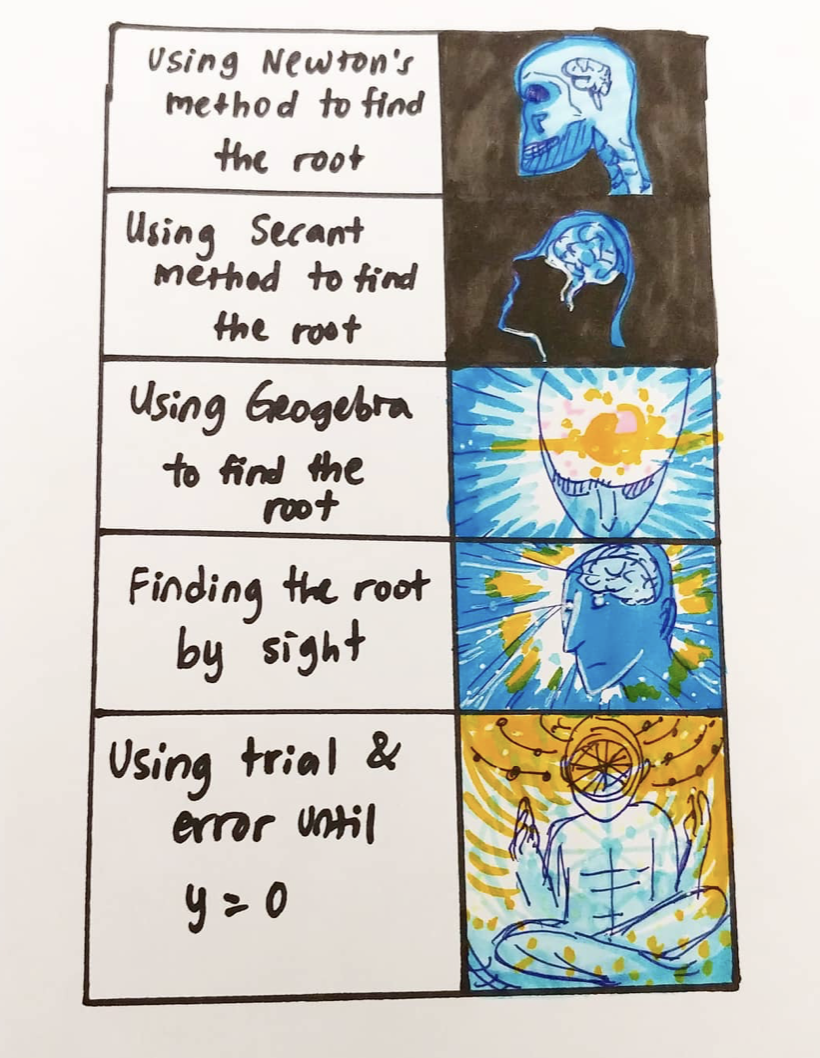 Using Newton's
method to find
the root
Using Secant
method to find
the root
Using Geogebra
to find the
root
Finding the root
by sight
Using trial &
error until
y = 0